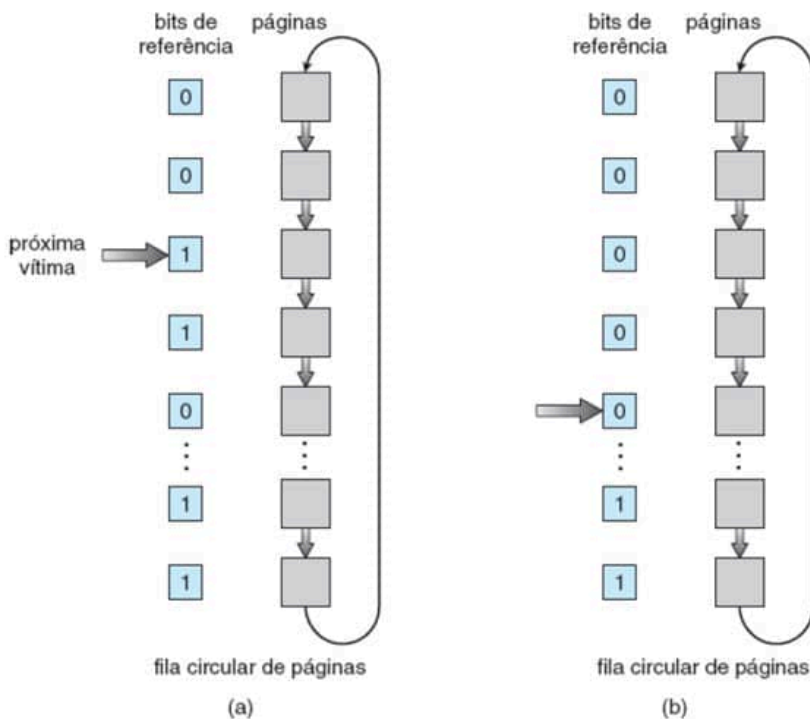 bits de
referência
páginas
0
0
próxima
vítima
1
1
0
1
1
fila circular de páginas
(a)
bits de
referência
páginas
0
0
0
0
0
1
1
fila circular de páginas
(b)